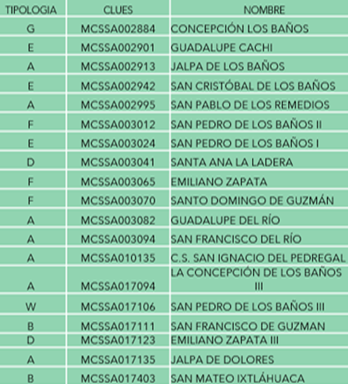 TIPOLOGIA CLUES NOMBRE
G MCSSA002884 CONCEPCIÓN LOS BAÑOS
E MCSSA002901 GUADALUPE CACHI
A MCSSA002913 JALPA DE LOS BAÑOS
E MCSSA002942 SAN CRISTÓBAL DE LOS BAÑOS
A MCSSA002995 SAN PABLO DE LOS REMEDIOS
F MCSSA003012 SAN PEDRO DE LOS BAÑOS II
E MCSSA003024 SAN PEDRO DE LOS BAÑOS I
D MCSSA003041 SANTA ANA LA LADERA
F MCSSA003065 EMILIANO ZAPATA
F MCSSA003070 SANTO DOMINGO DE GUZMÁN
A MCSSA003082 GUADALUPE DEL RÍO
A MCSSA003094 SAN FRANCISCO DEL RÍO
A MCSSA010135 C.S. SAN IGNACIO DEL PEDREGAL
LA CONCEPCIÓN DE LOS BAÑOS
A MCSSA017094 III
W MCSSA017106 SAN PEDRO DE LOS BAÑOS III
B MCSSA017111 SAN FRANCISCO DE GUZMAN
D MCSSA017123 EMILIANO ZAPATA III
A MCSSA017135 JALPA DE DOLORES
B MCSSA017403 SAN MATEO IXTLÁHUACA